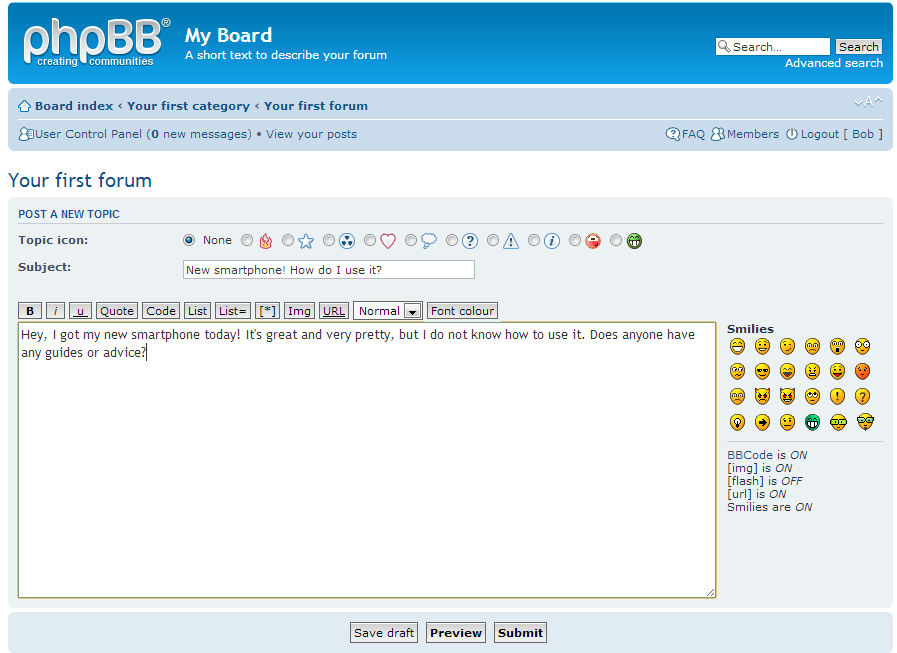 phpBB®
creating communities
My Board
A short text to describe your forum
Search...
Search
Advanced search
Board index ‹ Your first category ‹ Your first forum
A
User Control Panel (0 new messages) • View your posts
FAQ Members Logout [ Bob ]
Your first forum
POST A NEW TOPIC
Topic icon: None
Subject: New smartphone! How do I use it?
B i u Quote Code List List= [*] Img URL Normal Font colour
Hey, I got my new smartphone today! It's great and very pretty, but I do not know how to use it. Does anyone have
any guides or advice?
Smilies
BBCode is ON
[img] is ON
[flash] is OFF
[url] is ON
Smilies are ON
Save draft Preview Submit